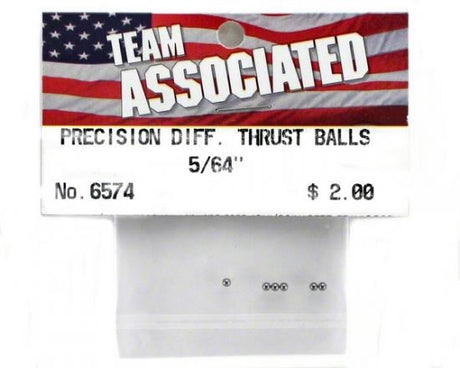 TEAM
ASSOCIATED
PRECISION DIFF. THRUST BALLS
5/64"
No. 6574 $ 2.00